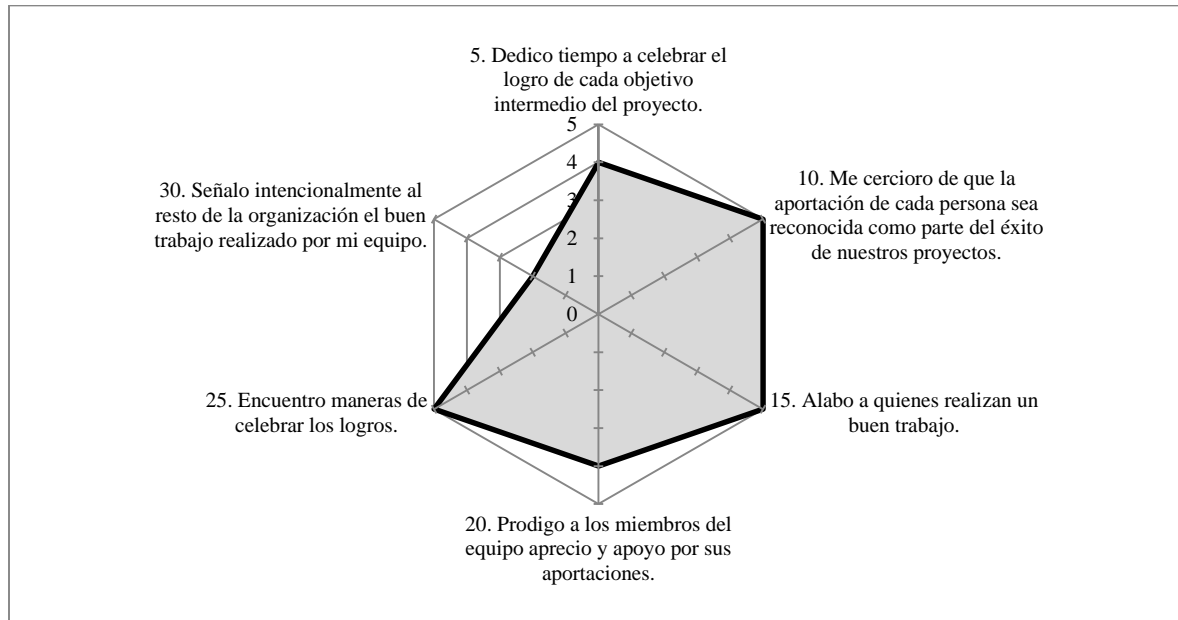 5. Dedico tiempo a celebrar el
logro de cada objetivo
intermedio del proyecto.
5
4
3
2
1
0
10. Me cercioro de que la
aportación de cada persona sea
reconocida como parte del éxito
de nuestros proyectos.
15. Alabo a quienes realizan un
buen trabajo.
20. Prodigo a los miembros del
equipo aprecio y apoyo por sus
aportaciones.
25. Encuentro maneras de
celebrar los logros.
30. Señalo intencionalmente al
resto de la organización el buen
trabajo realizado por mi equipo.